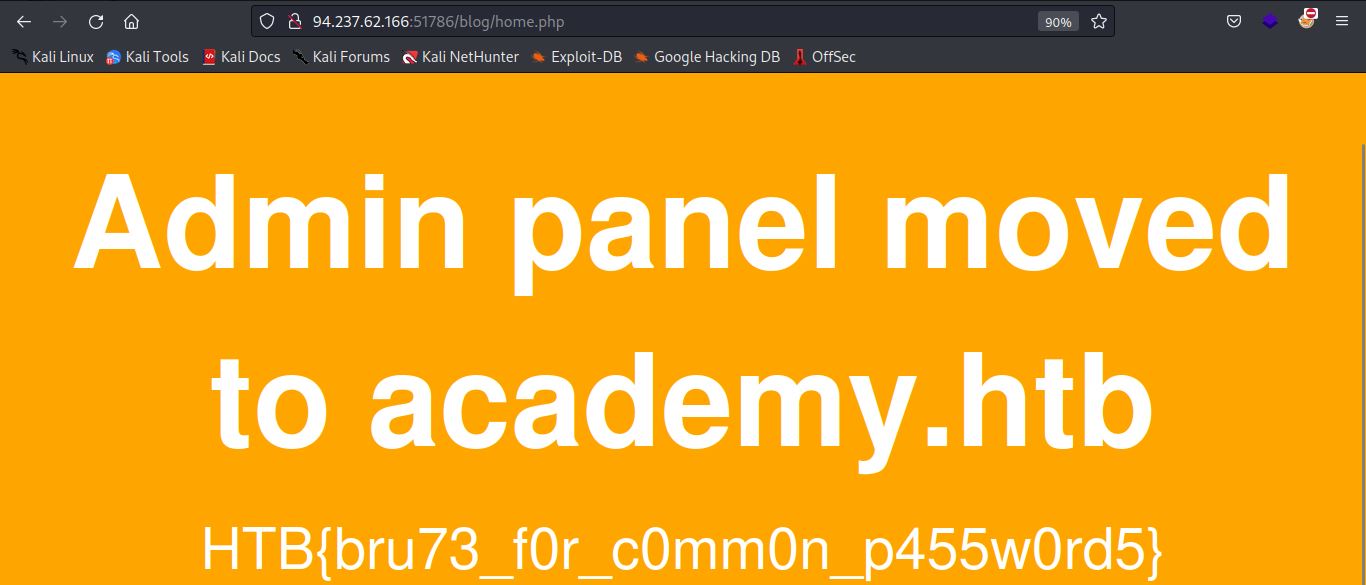 94.237.62.166:51786/blog/home.php 90%
Kali Linux Kali Tools Kali Docs Kali Forums Kali NetHunter Exploit-DB Google Hacking DB OffSec
Admin panel moved
to academy.htb
HTB{bru73_f0r_c0mm0n_p455w0rd5}